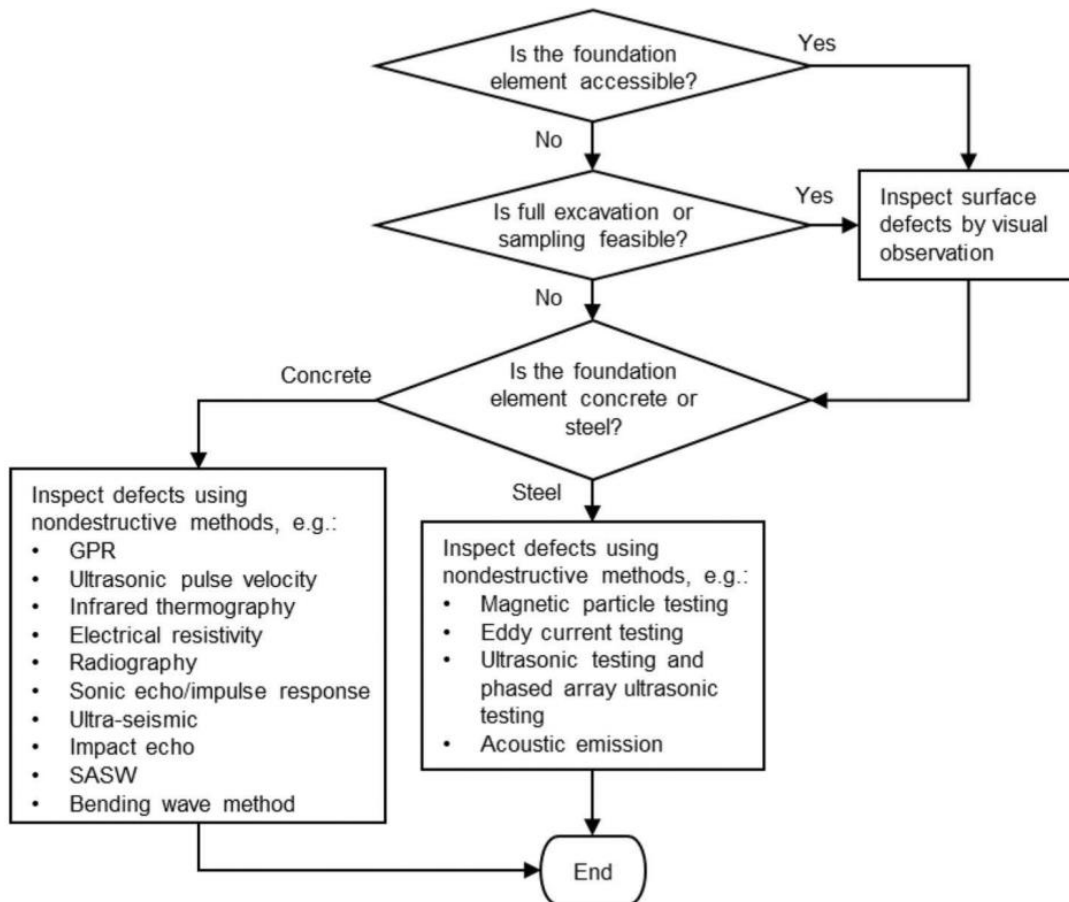 Is the foundation
element accessible?
Yes
No
Is full excavation or
sampling feasible?
Yes
Inspect surface
defects by visual
observation
No
Is the foundation
element concrete or
steel?
Concrete
Steel
Inspect defects using
nondestructive methods, e.g.:
• GPR
• Ultrasonic pulse velocity
• Infrared thermography
• Electrical resistivity
• Radiography
• Sonic echo/impulse response
• Ultra-seismic
• Impact echo
• SASW
• Bending wave method
Inspect defects using
nondestructive methods, e.g.:
• Magnetic particle testing
• Eddy current testing
• Ultrasonic testing and
phased array ultrasonic
testing
• Acoustic emission
End